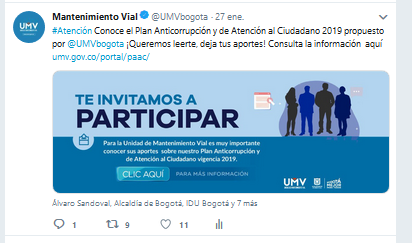 Mantenimiento Vial @UMVbogota · 27 ene.
#Atención Conoce el Plan Anticorrupción y de Atención al Ciudadano 2019 propuesto
por @UMVbogota ¡Queremos leerte, deja tus aportes! Consulta la información aquí
umv.gov.co/portal/paac/
UMV
TE INVITAMOS A
PARTICIPAR
Para la Unidad de Mantenimiento Vial es muy importante
conocer sus aportes sobre nuestro Plan Anticorrupción y
de Atención al Ciudadano vigencia 2019.
CLIC AQUÍ PARA MÁS INFORMACIÓN
UMV
Álvaro Sandoval, Alcaldía de Bogotá, IDU Bogotá y 7 más
1 9 11